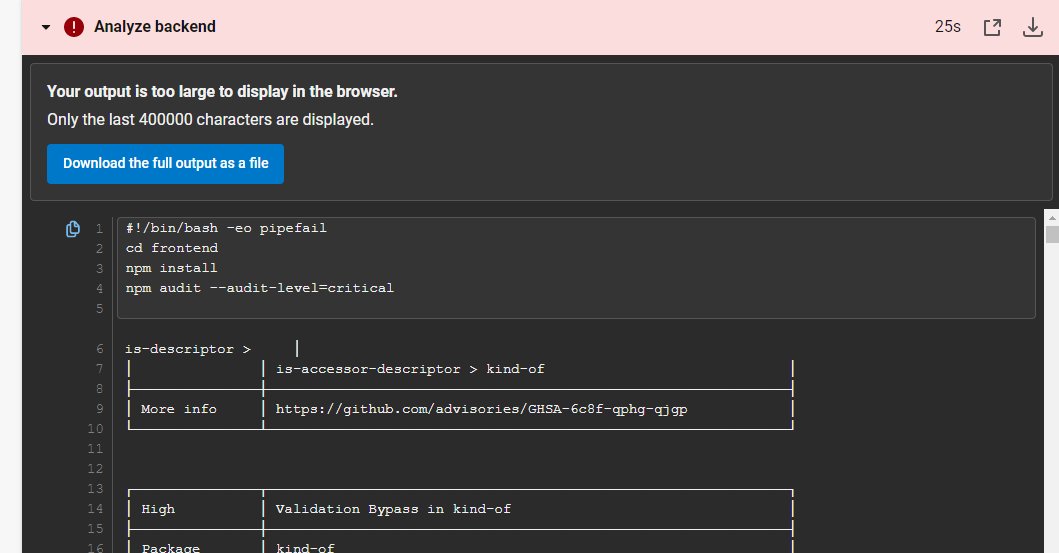 Analyze backend 25s
Your output is too large to display in the browser.
Only the last 400000 characters are displayed.
Download the full output as a file
1 #!/bin/bash -eo pipefail
2 cd frontend
3 npm install
4 npm audit --audit-level=critical
5
6 is-descriptor >
7 is-accessor-descriptor > kind-of
8
9 More info https://github.com/advisories/GHSA-6c8f-qphg-qjgp
10
11
12
13
14 High Validation Bypass in kind-of
15
16 Package kind-of